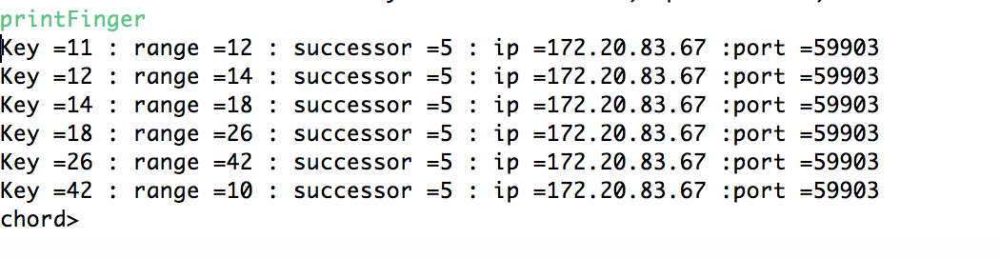 printFinger
Key =11 : range =12 : successor =5 : ip =172.20.83.67 :port =59903
Key =12 : range =14 : successor =5 : ip =172.20.83.67 :port =59903
Key =14 : range =18 : successor =5 : ip =172.20.83.67 :port =59903
Key =18 : range =26 : successor =5 : ip =172.20.83.67 :port =59903
Key =26 : range =42 : successor =5 : ip =172.20.83.67 :port =59903
Key =42 : range =10 : successor =5 : ip =172.20.83.67 :port =59903
chord>